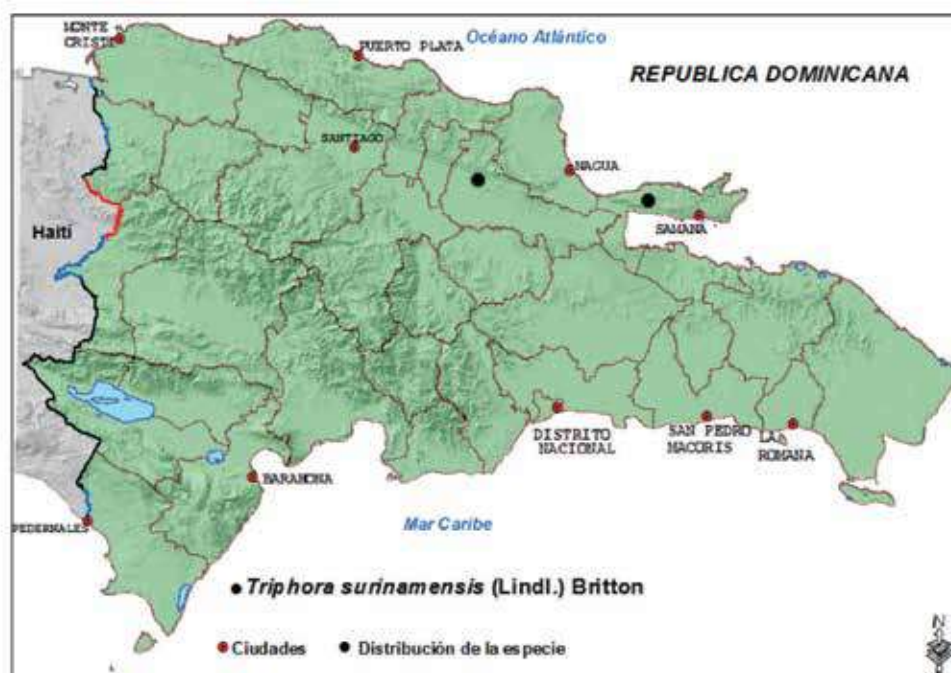 MONTE
CRISTI
PUERTO PLATA
Océano Atlántico
REPUBLICA DOMINICANA
SANTIAGO
NAGUA
SAMANA
Haití
DISTRITO
NACIONAL
SAN PEDRO
MACORIS
LA
ROMANA
BARAHONA
PEDERNALES
Mar Caribe
• Triphora surinamensis (Lindl.) Britton
Ciudades
Distribución de la especie